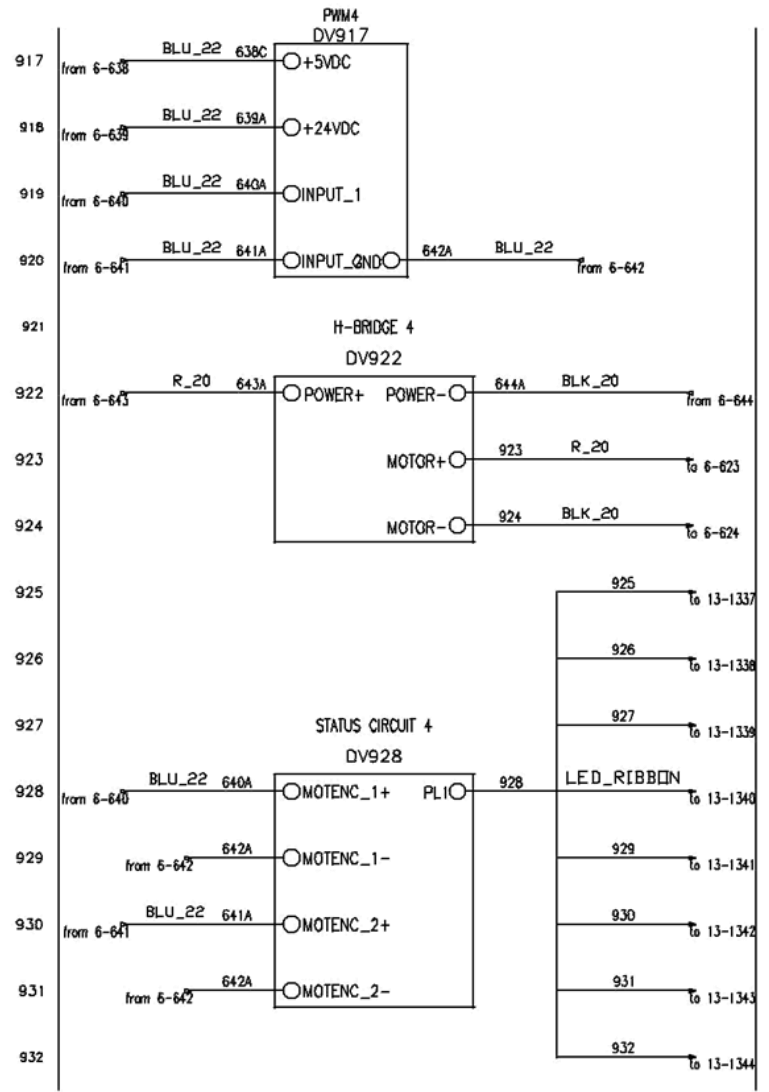 PWM4
DV917
917 from 6-638 BLU_22 638C +5VDC
918 from 6-639 BLU_22 639A +24VDC
919 from 6-640 BLU_22 640A INPUT_1
920 from 6-641 BLU_22 641A INPUT_2 GND 642A BLU_22 from 6-642
921 H-BRIDGE 4
DV922
922 from 6-643 R_20 643A POWER+ POWER- 644A BLK_20 from 6-644
923 MOTOR+ 923 R_20 to 6-623
924 MOTOR- 924 BLK_20 to 6-624
925 925 to 13-1337
926 926 to 13-1338
927 STATUS CIRCUIT 4 927 to 13-1339
DV928
928 from 6-640 BLU_22 640A MOTENC_1+ PL1 928 LED_RIBBON to 13-1340
929 from 6-642 642A MOTENC_1- 929 to 13-1341
930 from 6-641 BLU_22 641A MOTENC_2+ 930 to 13-1342
931 from 6-642 642A MOTENC_2- 931 to 13-1343
932 932 to 13-1344